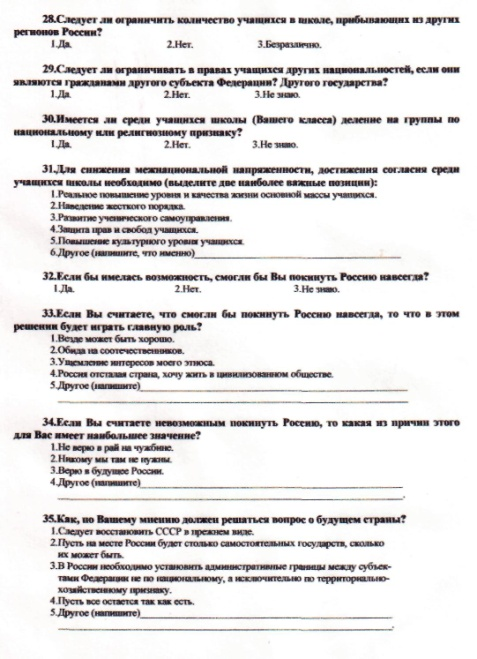 28.Следует ли ограничить количество учащихся в школе, прибывающих из других
регионов России?
1.Да. 2.Нет. 3.Безразлично.
29.Следует ли ограничивать в правах учащихся других национальностей, если они
являются гражданами другого субъекта Федерации? Другого государства?
1.Да. 2.Нет. 3.Не знаю.
30.Имеется ли среди учащихся школы (Вашего класса) деление на группы по
национальному или религиозному признаку?
1.Да. 2.Нет. 3.Не знаю.
31.Для снижения межнациональной напряженности, достижения согласия среди
учащихся школы необходимо (выделите две наиболее важные позиции):
1.Реальное повышение уровня и качества жизни основной массы учащихся.
2.Наведение жесткого порядка.
3.Развитие ученического самоуправления.
4.Защита прав и свобод учащихся.
5.Повышение культурного уровня учащихся.
6.Другое (напишите, что именно)
32.Если бы имелась возможность, смогли бы Вы покинуть Россию навсегда?
1.Да. 2.Нет. 3.Не знаю.
33.Если Вы считаете, что смогли бы покинуть Россию навсегда, то что в этом
решении будет играть главную роль?
1.Везде может быть хорошо.
2.Обида на соотечественников.
3.Ущемление интересов моего этноса.
4.Россия отсталая страна, хочу жить в цивилизованном обществе.
5.Другое (напишите)
34.Если Вы считаете невозможным покинуть Россию, то какая из причин этого
для Вас имеет наибольшее значение?
1.Не верю в рай на чужбине.
2.Никому мы там не нужны.
3.Верю в будущее России.
4.Другое (напишите)
35.Как, по Вашему мнению должен решаться вопрос о будущем страны?
1.Следует восстановить СССР в прежнем виде.
2.Пусть на месте России будет столько самостоятельных государств, сколько
их может быть.
3.В России необходимо установить административные границы между субъек-
тами Федерации не по национальному, а исключительно по территориально-
хозяйственному признаку.
4.Пусть все остается так как есть.
5.Другое (напишите)